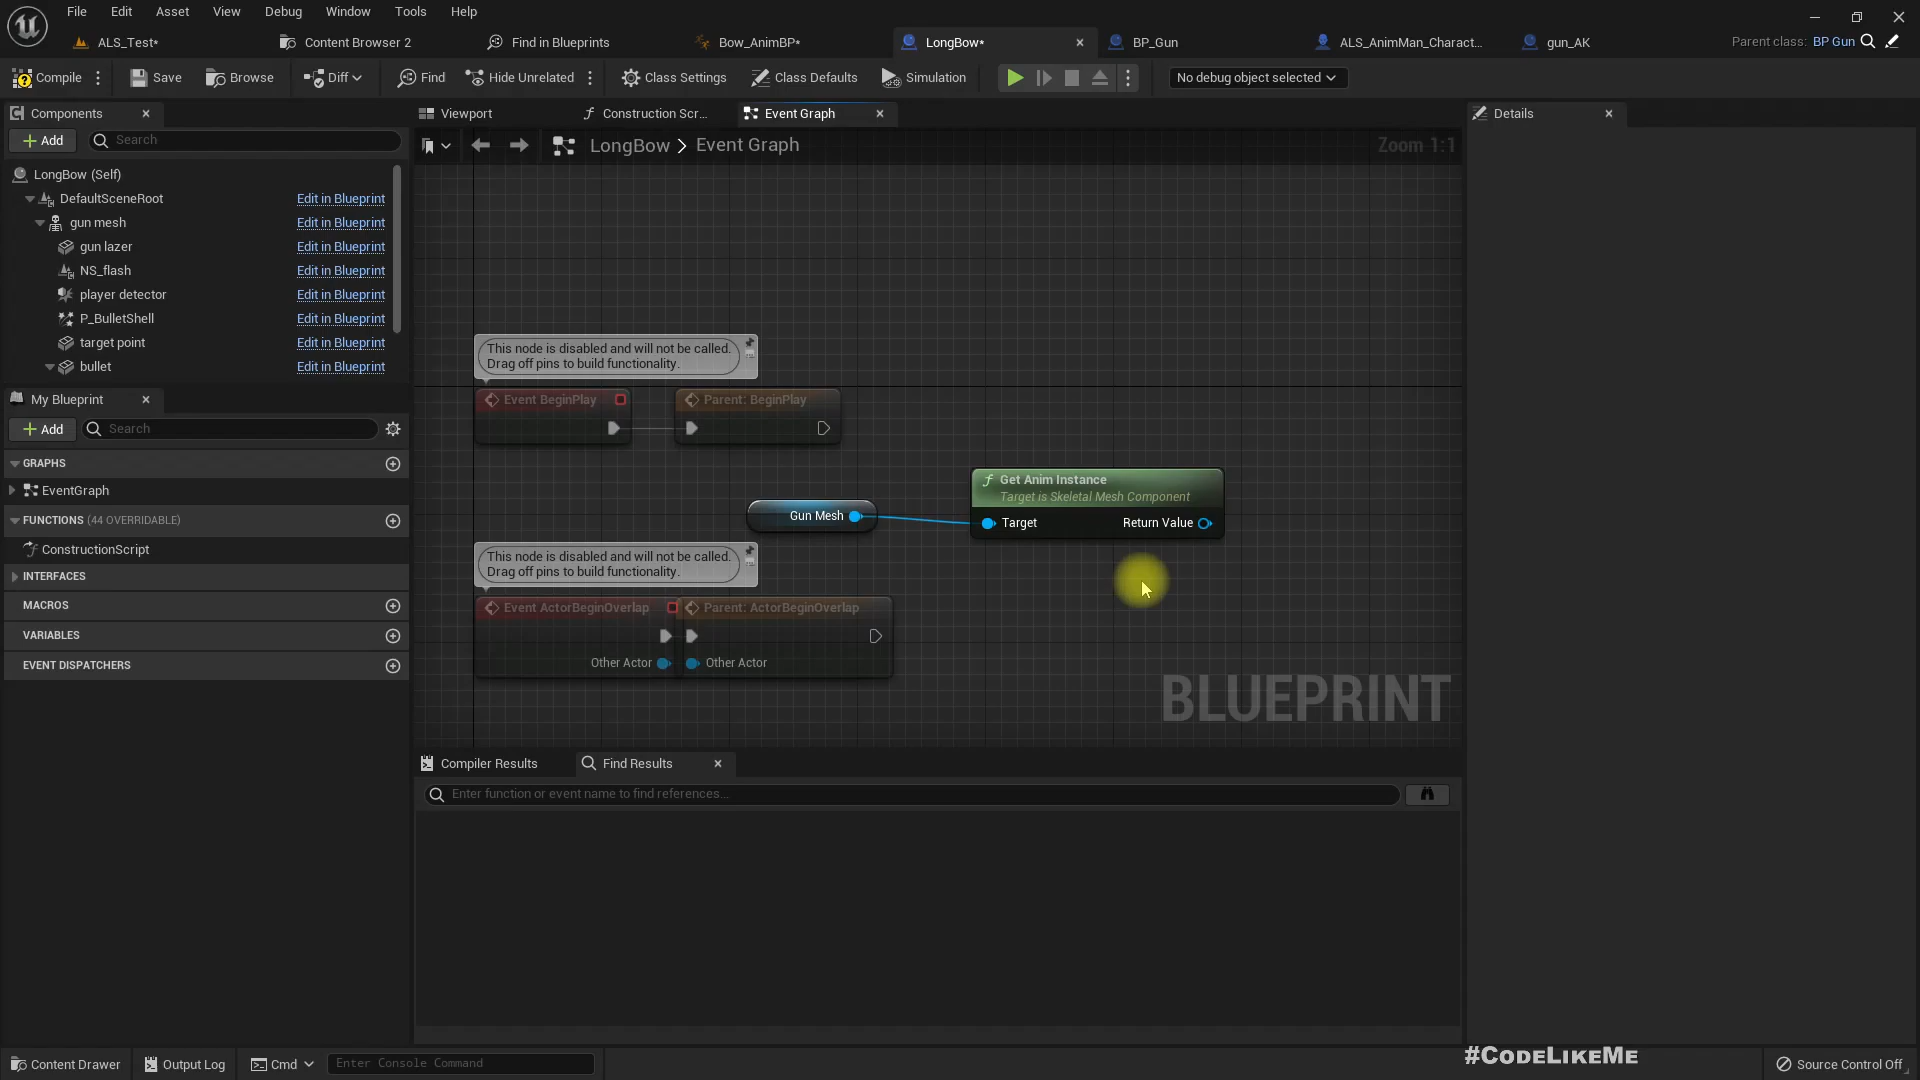 File Edit Asset View Debug Window Tools Help
ALS_Test* Content Browser 2 Find in Blueprints Bow_AnimBP* LongBow* BP_Gun ALS_AnimMan_Charact... gun_AK Parent class: BP Gun
Compile Save Browse Diff Find Hide Unrelated Class Settings Class Defaults Simulation No debug object selected
Components Viewport Construction Scr... Event Graph Details
Add Search
LongBow > Event Graph Zoom 1:1
LongBow (Self)
DefaultSceneRoot Edit in Blueprint
gun mesh Edit in Blueprint
gun lazer Edit in Blueprint
NS_flash Edit in Blueprint
player detector Edit in Blueprint
P_BulletShell Edit in Blueprint
target point Edit in Blueprint
bullet Edit in Blueprint
My Blueprint
Add Search
GRAPHS
EventGraph
FUNCTIONS (44 OVERRIDABLE)
ConstructionScript
INTERFACES
MACROS
VARIABLES
EVENT DISPATCHERS
This node is disabled and will not be called.
Drag off pins to build functionality.
Event BeginPlay Parent: BeginPlay
Get Anim Instance
Target is Skeletal Mesh Component
Gun Mesh
Target Return Value
This node is disabled and will not be called.
Drag off pins to build functionality.
Event ActorBeginOverlap Parent: ActorBeginOverlap
Other Actor Other Actor
BLUEPRINT
Compiler Results Find Results
Enter function or event name to find references...
#CodeLikeMe
Content Drawer Output Log Cmd Enter Console Command Source Control Off